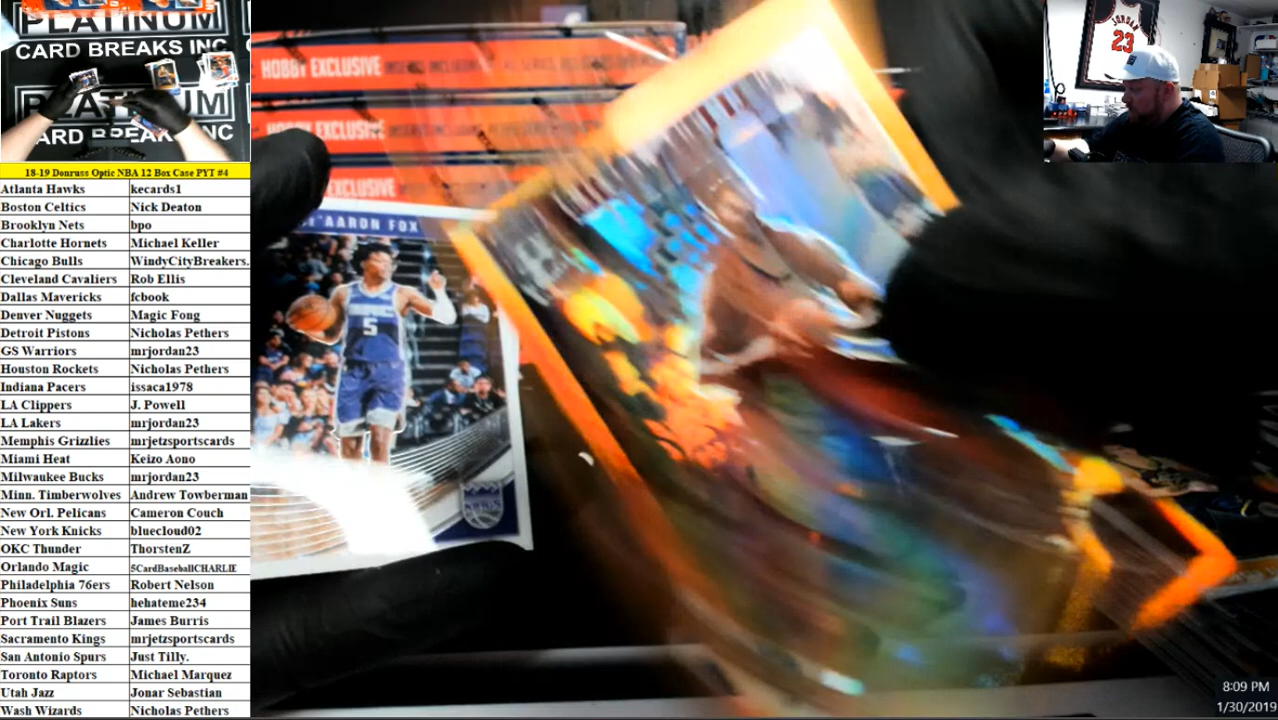 PLATINUM
CARD BREAKS INC
PLATINUM
CARD BREAKS INC
JORDAN
23
HOBBY EXCLUSIVE
HOBBY EXCLUSIVE
EXCLUSIVE
AARON FOX
5
KINGS
18-19 Donruss Optic NBA 12 Box Case PYT #4
Atlanta Hawks kecards1
Boston Celtics Nick Deaton
Brooklyn Nets bpo
Charlotte Hornets Michael Keller
Chicago Bulls WindyCityBreakers.
Cleveland Cavaliers Rob Ellis
Dallas Mavericks fcbook
Denver Nuggets Magic Fong
Detroit Pistons Nicholas Pethers
GS Warriors mrjordan23
Houston Rockets Nicholas Pethers
Indiana Pacers issaca1978
LA Clippers J. Powell
LA Lakers mrjordan23
Memphis Grizzlies mrjetzsportscards
Miami Heat Keizo Aono
Milwaukee Bucks mrjordan23
Minn. Timberwolves Andrew Towberman
New Orl. Pelicans Cameron Couch
New York Knicks bluecloud02
OKC Thunder ThorstenZ
Orlando Magic 5CardBaseballCHARLIE
Philadelphia 76ers Robert Nelson
Phoenix Suns hehateme234
Port Trail Blazers James Burris
Sacramento Kings mrjetzsportscards
San Antonio Spurs Just Tilly.
Toronto Raptors Michael Marquez
Utah Jazz Jonar Sebastian
Wash Wizards Nicholas Pethers
8:09 PM
1/30/2019